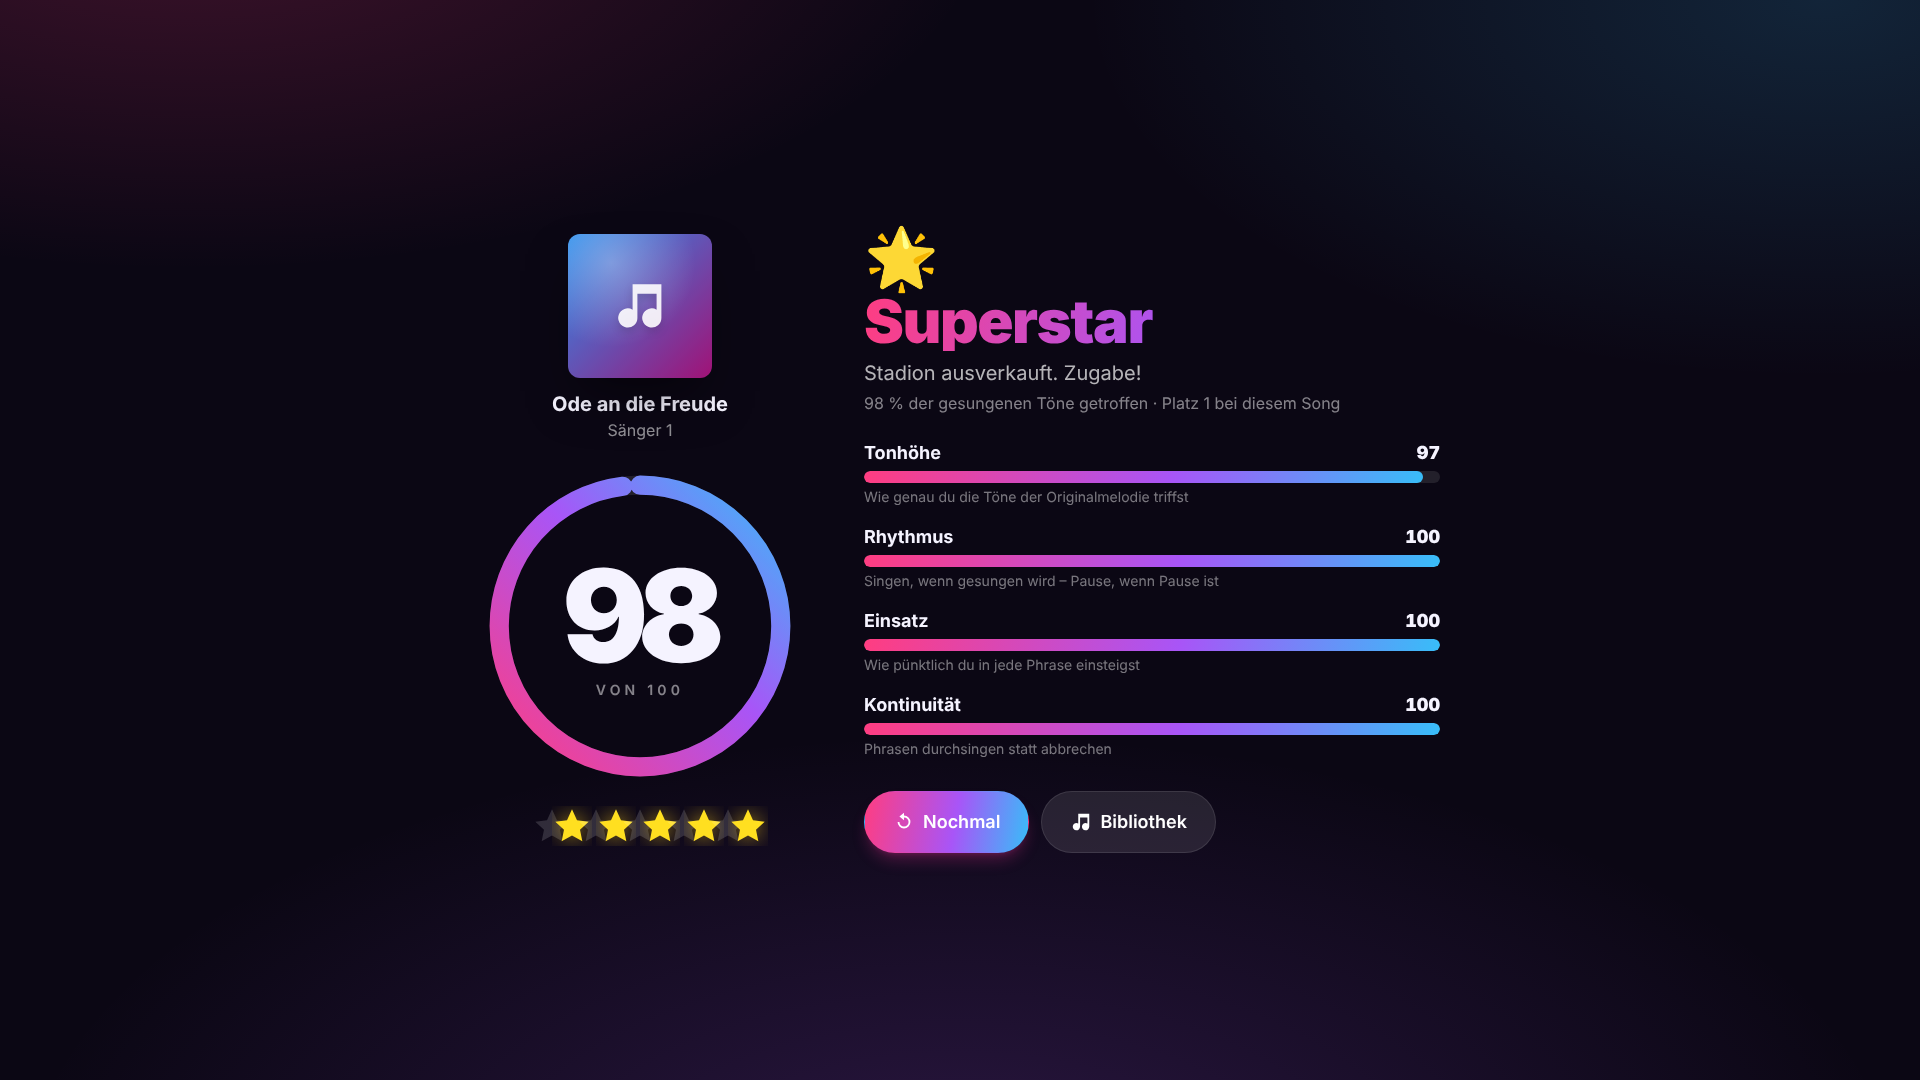 Ode an die Freude
Sänger 1
98
VON 100
Superstar
Stadion ausverkauft. Zugabe!
98 % der gesungenen Töne getroffen · Platz 1 bei diesem Song
Tonhöhe 97
Wie genau du die Töne der Originalmelodie triffst
Rhythmus 100
Singen, wenn gesungen wird – Pause, wenn Pause ist
Einsatz 100
Wie pünktlich du in jede Phrase einsteigst
Kontinuität 100
Phrasen durchsingen statt abbrechen
Nochmal Bibliothek